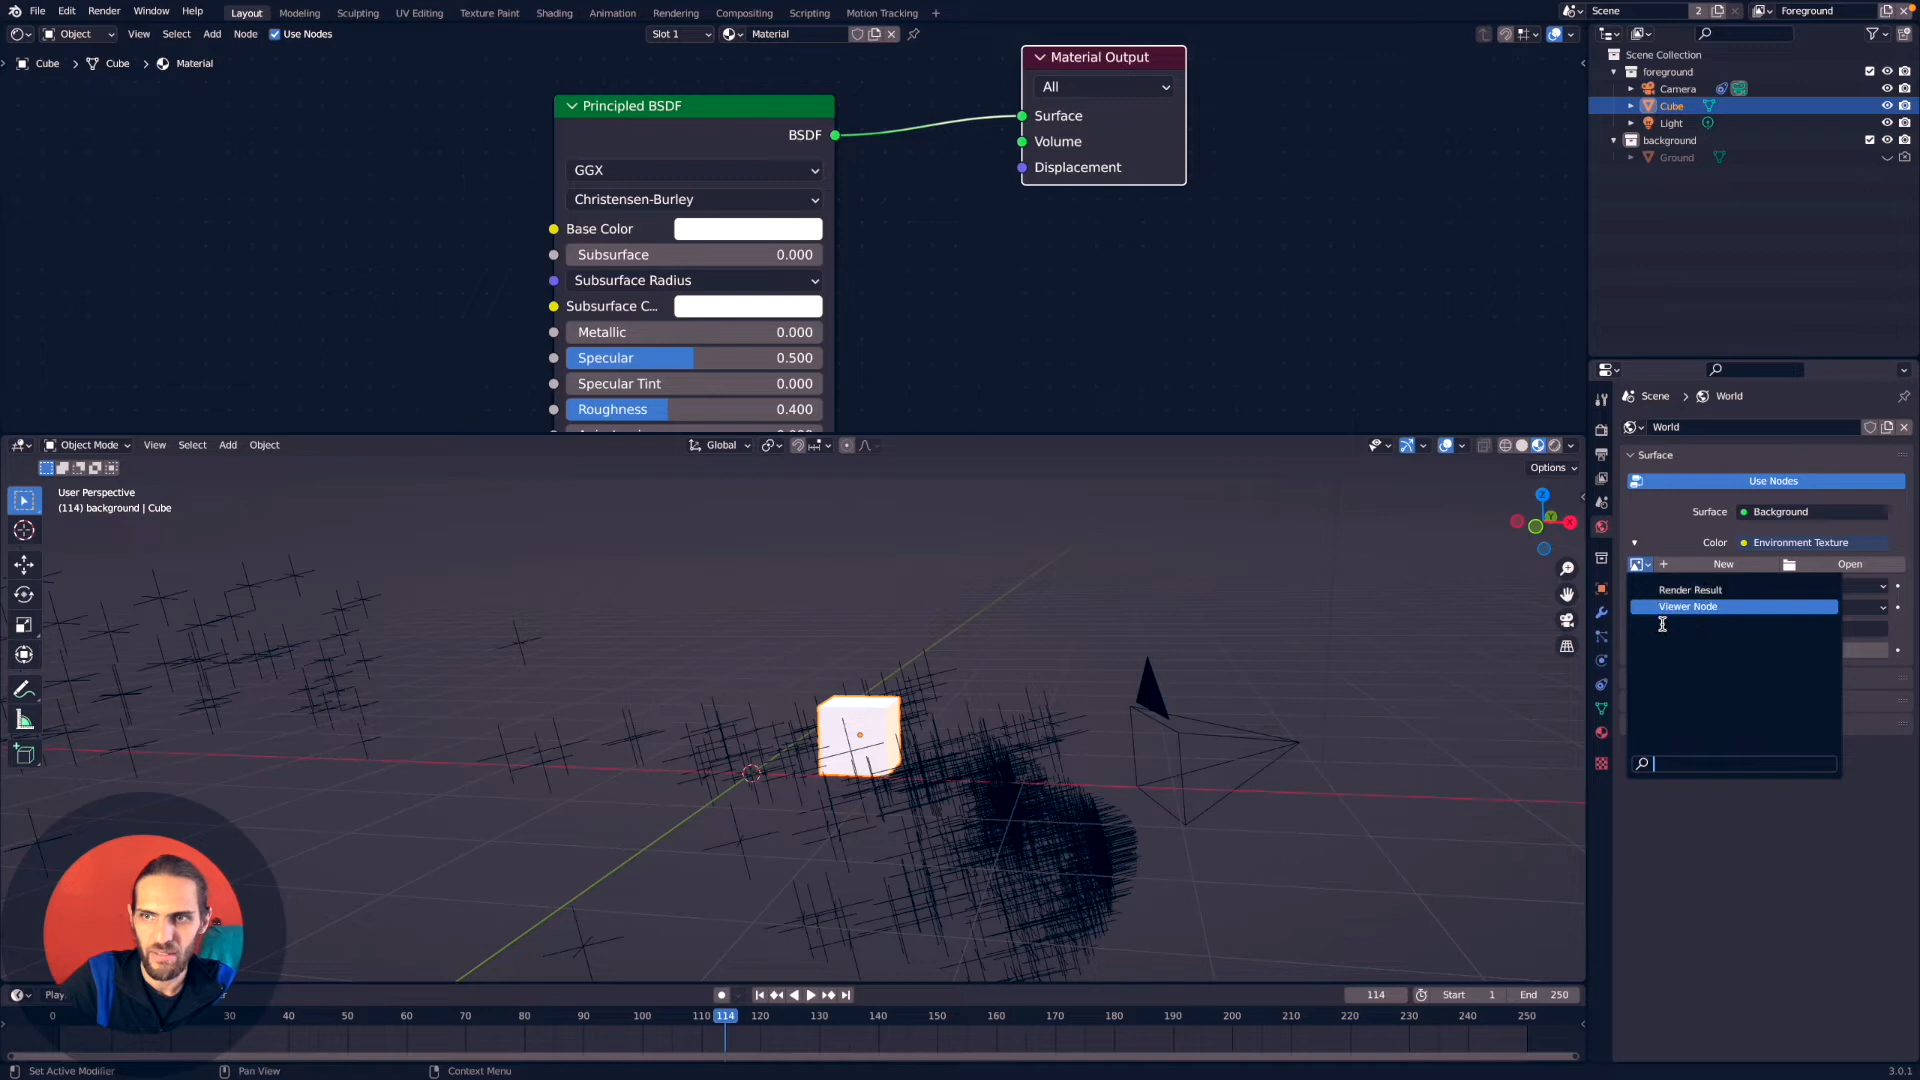 File Edit Render Window Help Layout Modeling Sculpting UV Editing Texture Paint Shading Animation Rendering Compositing Scripting Motion Tracking +
Scene 2 Foreground
Object View Select Add Node Use Nodes Slot 1 Material
Cube > Cube > Material
Material Output
All
Surface
Volume
Displacement
Principled BSDF
BSDF
GGX
Christensen-Burley
Base Color
Subsurface 0.000
Subsurface Radius
Subsurface C...
Metallic 0.000
Specular 0.500
Specular Tint 0.000
Roughness 0.400
Scene Collection
foreground
Camera
Cube
Light
background
Ground
Scene > World
World
Surface
Use Nodes
Surface Background
Color Environment Texture
+ New Open
Render Result
Viewer Node
Object Mode View Select Add Object Global
Options
User Perspective
(114) background | Cube
Z
Y
X
Play
114 Start 1 End 250
0 30 40 50 60 70 80 90 100 110 114 120 130 140 150 160 170 180 190 200 210 220 230 240 250
Set Active Modifier Pan View Context Menu 3.0.1